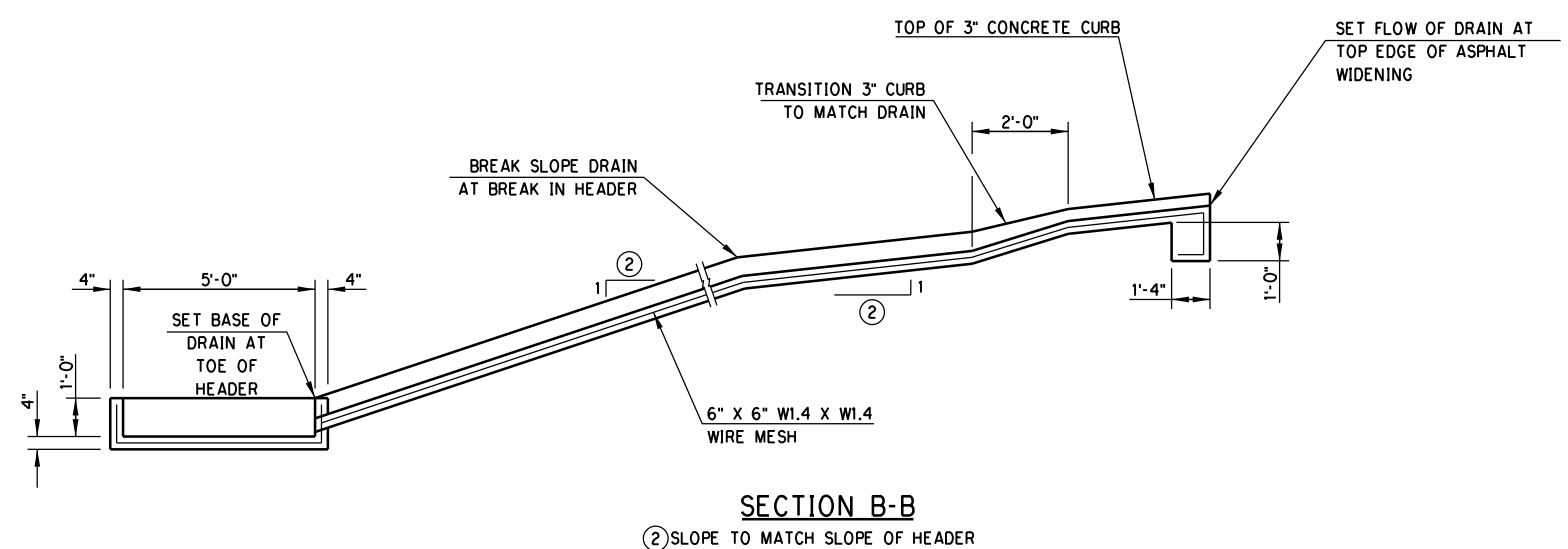 TOP OF 3" CONCRETE CURB
SET FLOW OF DRAIN AT
TOP EDGE OF ASPHALT
WIDENING
TRANSITION 3" CURB
TO MATCH DRAIN
2'-0"
BREAK SLOPE DRAIN
AT BREAK IN HEADER
4"
5'-0"
4"
1
2
1
2
1'-4"
1'-0"
SET BASE OF
DRAIN AT
TOE OF
HEADER
1'-0"
4"
6" X 6" W1.4 X W1.4
WIRE MESH
SECTION B-B
2 SLOPE TO MATCH SLOPE OF HEADER